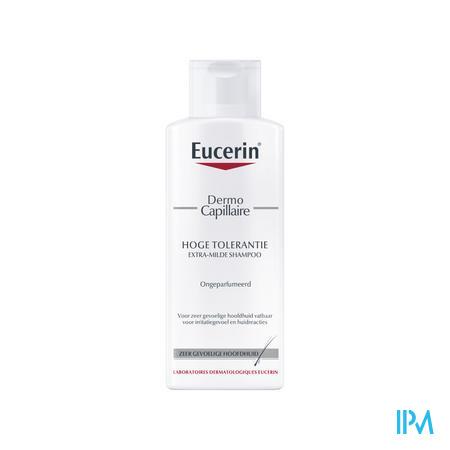 Eucerin®
Dermo
Capillaire
HOGE TOLERANTIE
EXTRA-MILDE SHAMPOO
Ongeparfumeerd
Voor zeer gevoelige hoofdhuid vatbaar
voor irritatiegevoel en huidreacties
ZEER GEVOELIGE HOOFDHUID
LABORATOIRES DERMATOLOGIQUES EUCERIN
IPM